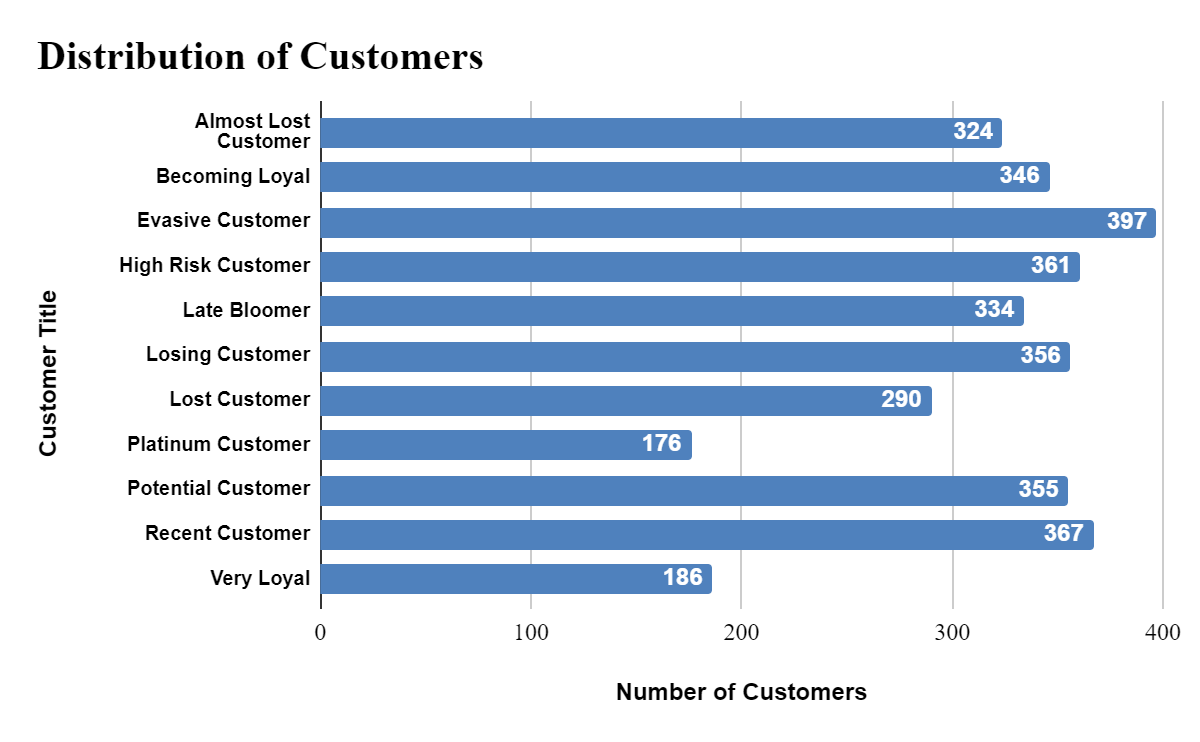 Distribution of Customers
Almost Lost
Customer
324
Becoming Loyal
346
Evasive Customer
397
High Risk Customer
361
Late Bloomer
334
Losing Customer
356
Lost Customer
290
Platinum Customer
176
Potential Customer
355
Recent Customer
367
Very Loyal
186
Customer Title
0 100 200 300 400
Number of Customers